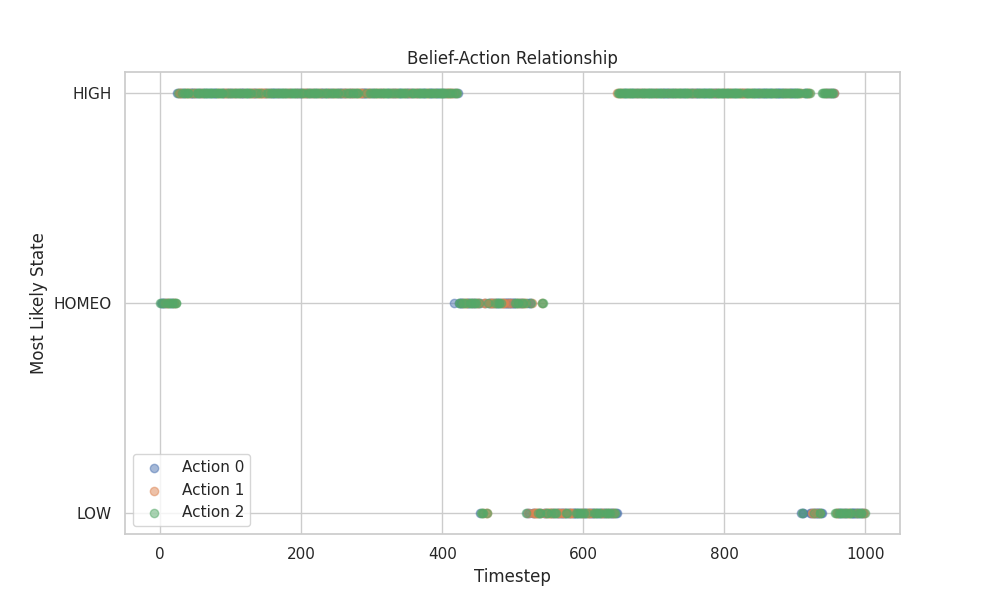 Belief-Action Relationship
HIGH
HOMEO
LOW
Most Likely State
Action 0
Action 1
Action 2
0
200
400
600
800
1000
Timestep